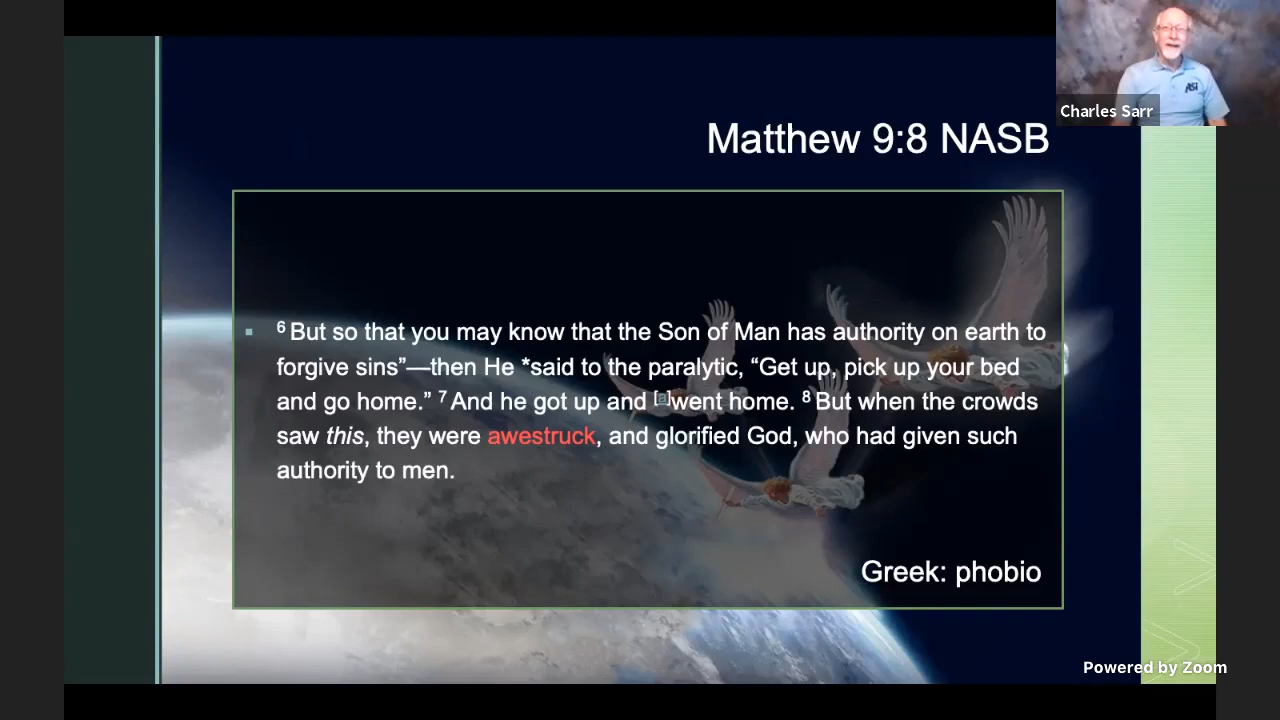 Matthew 9:8 NASB
⁶ But so that you may know that the Son of Man has authority on earth to
forgive sins”—then He *said to the paralytic, “Get up, pick up your bed
and go home.” ⁷ And he got up and [a]went home. ⁸ But when the crowds
saw this, they were awestruck, and glorified God, who had given such
authority to men.
Greek: phobio
Charles Sarr
ASI
Powered by Zoom